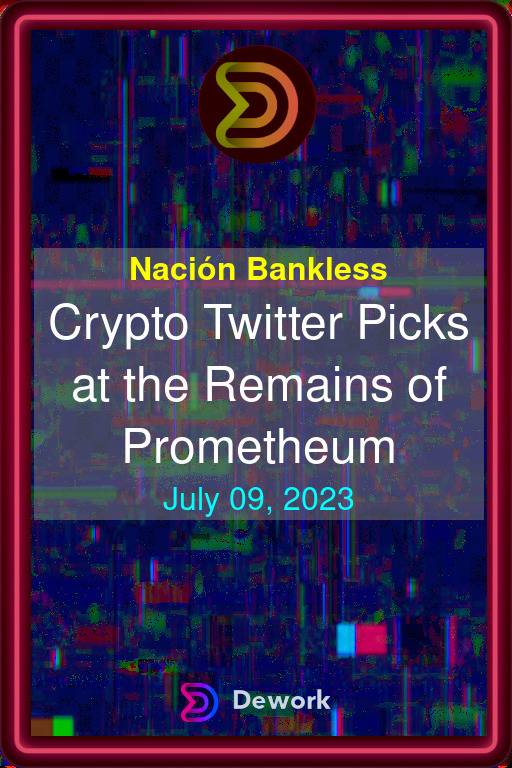 Nación Bankless
Crypto Twitter Picks
at the Remains of
Prometheum
July 09, 2023
Dework